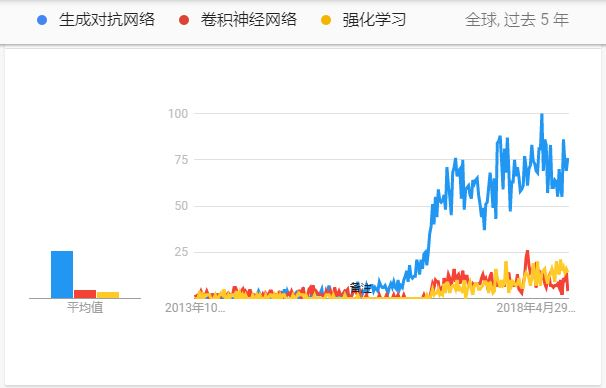 生成对抗网络 卷积神经网络 强化学习 全球, 过去 5 年
100
75
50
25
备注
平均值 2013年10… 2018年4月29…